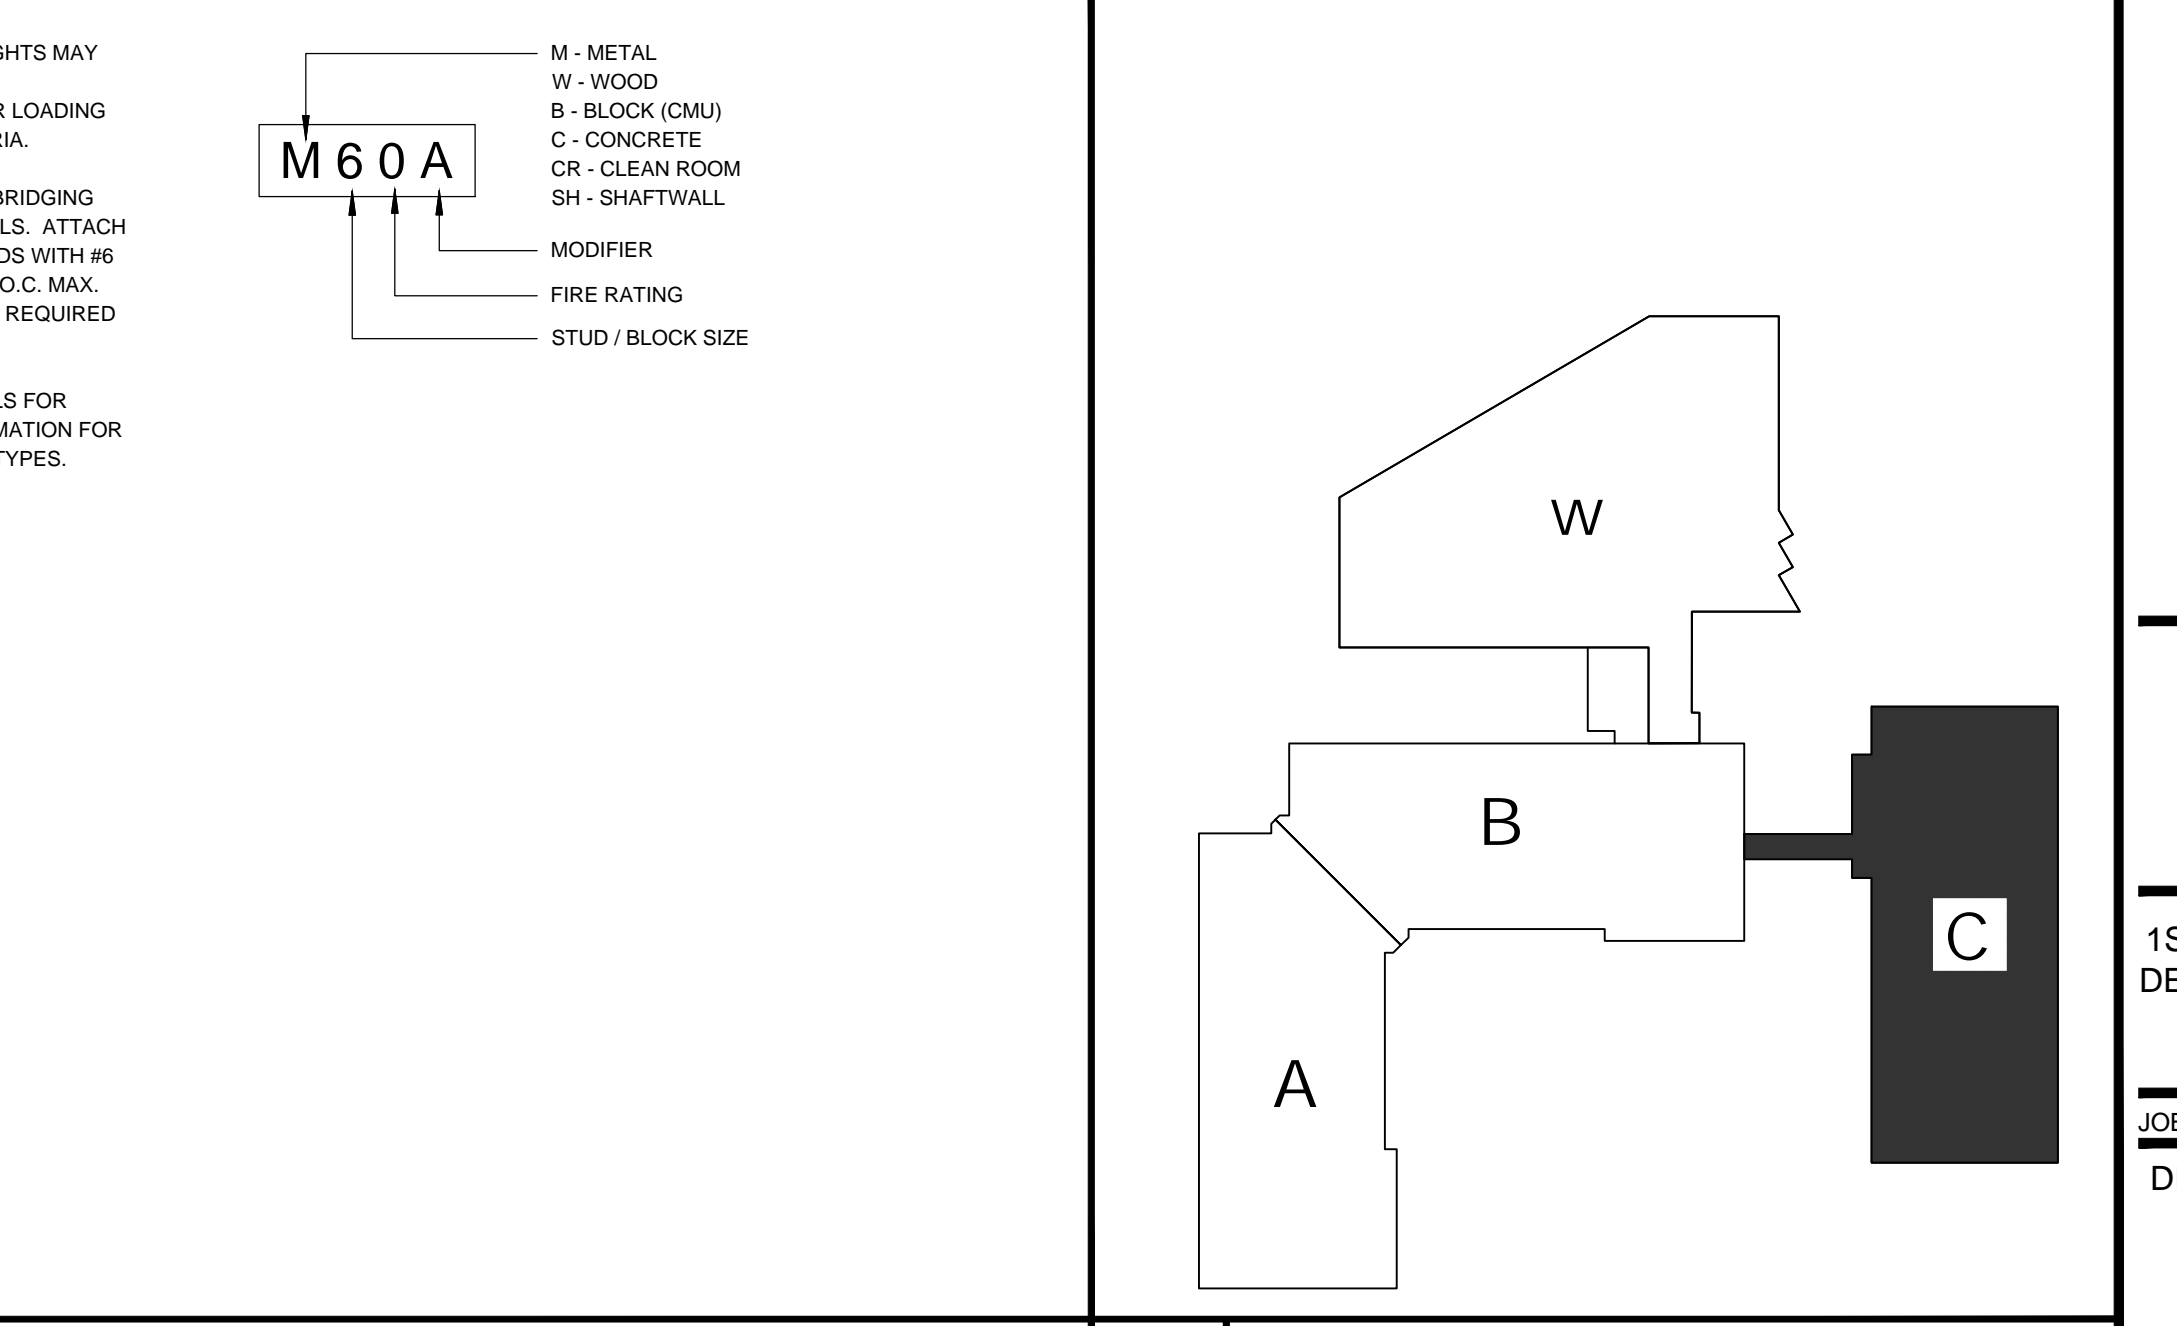 GHTS MAY
R LOADING
RIA.
BRIDGING
LS. ATTACH
DS WITH #6
O.C. MAX.
REQUIRED
LS FOR
MATION FOR
TYPES.
M 6 0 A
M - METAL
W - WOOD
B - BLOCK (CMU)
C - CONCRETE
CR - CLEAN ROOM
SH - SHAFTWALL
MODIFIER
FIRE RATING
STUD / BLOCK SIZE
W
B
C
A
1S
DE
JOB
D